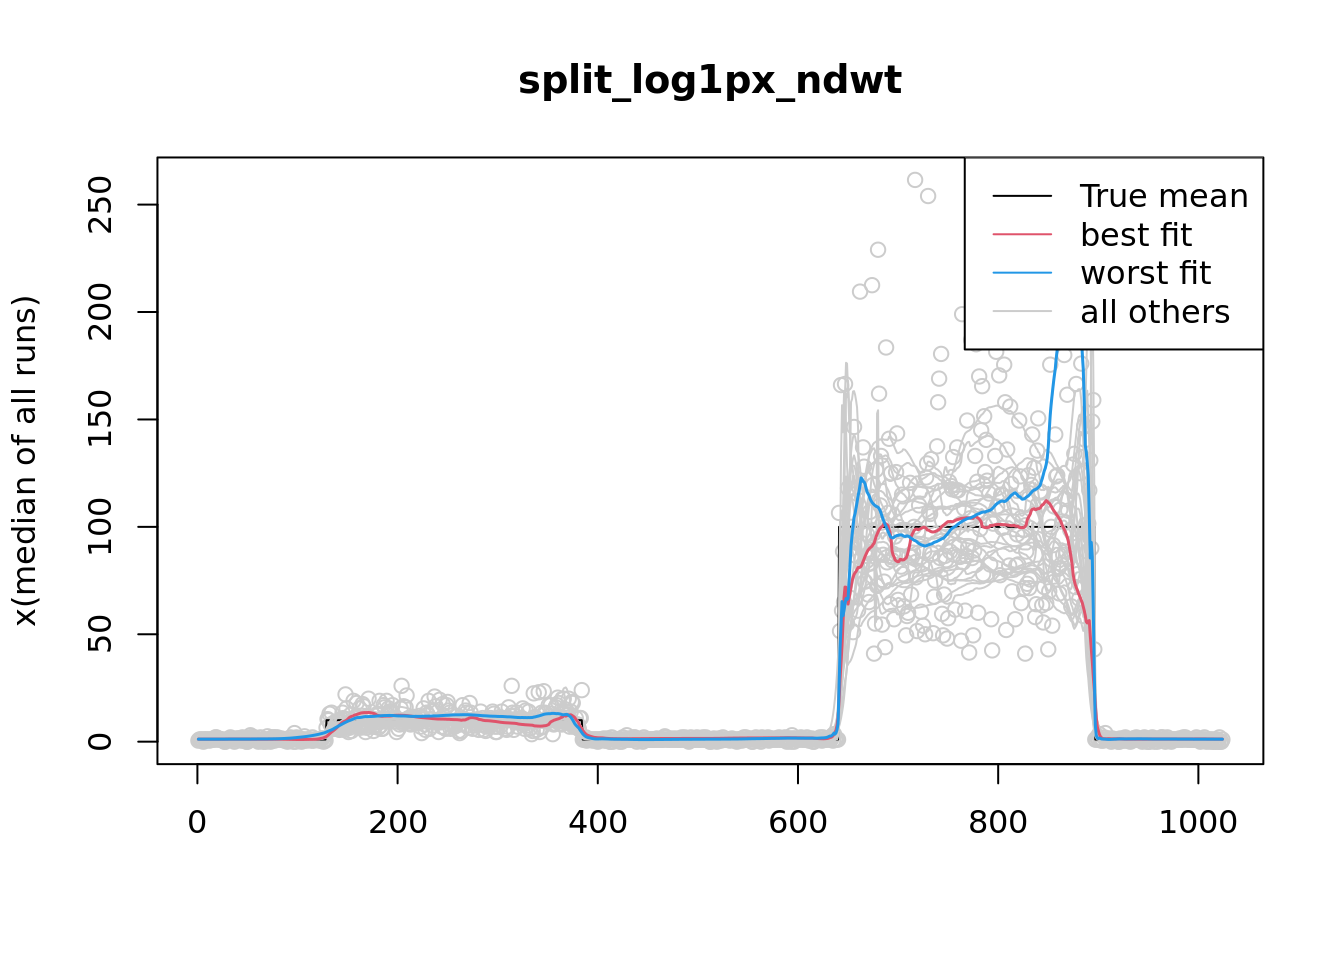 split_log1px_ndwt
x(median of all runs)
250
200
150
100
50
0
True mean
best fit
worst fit
all others
0 200 400 600 800 1000